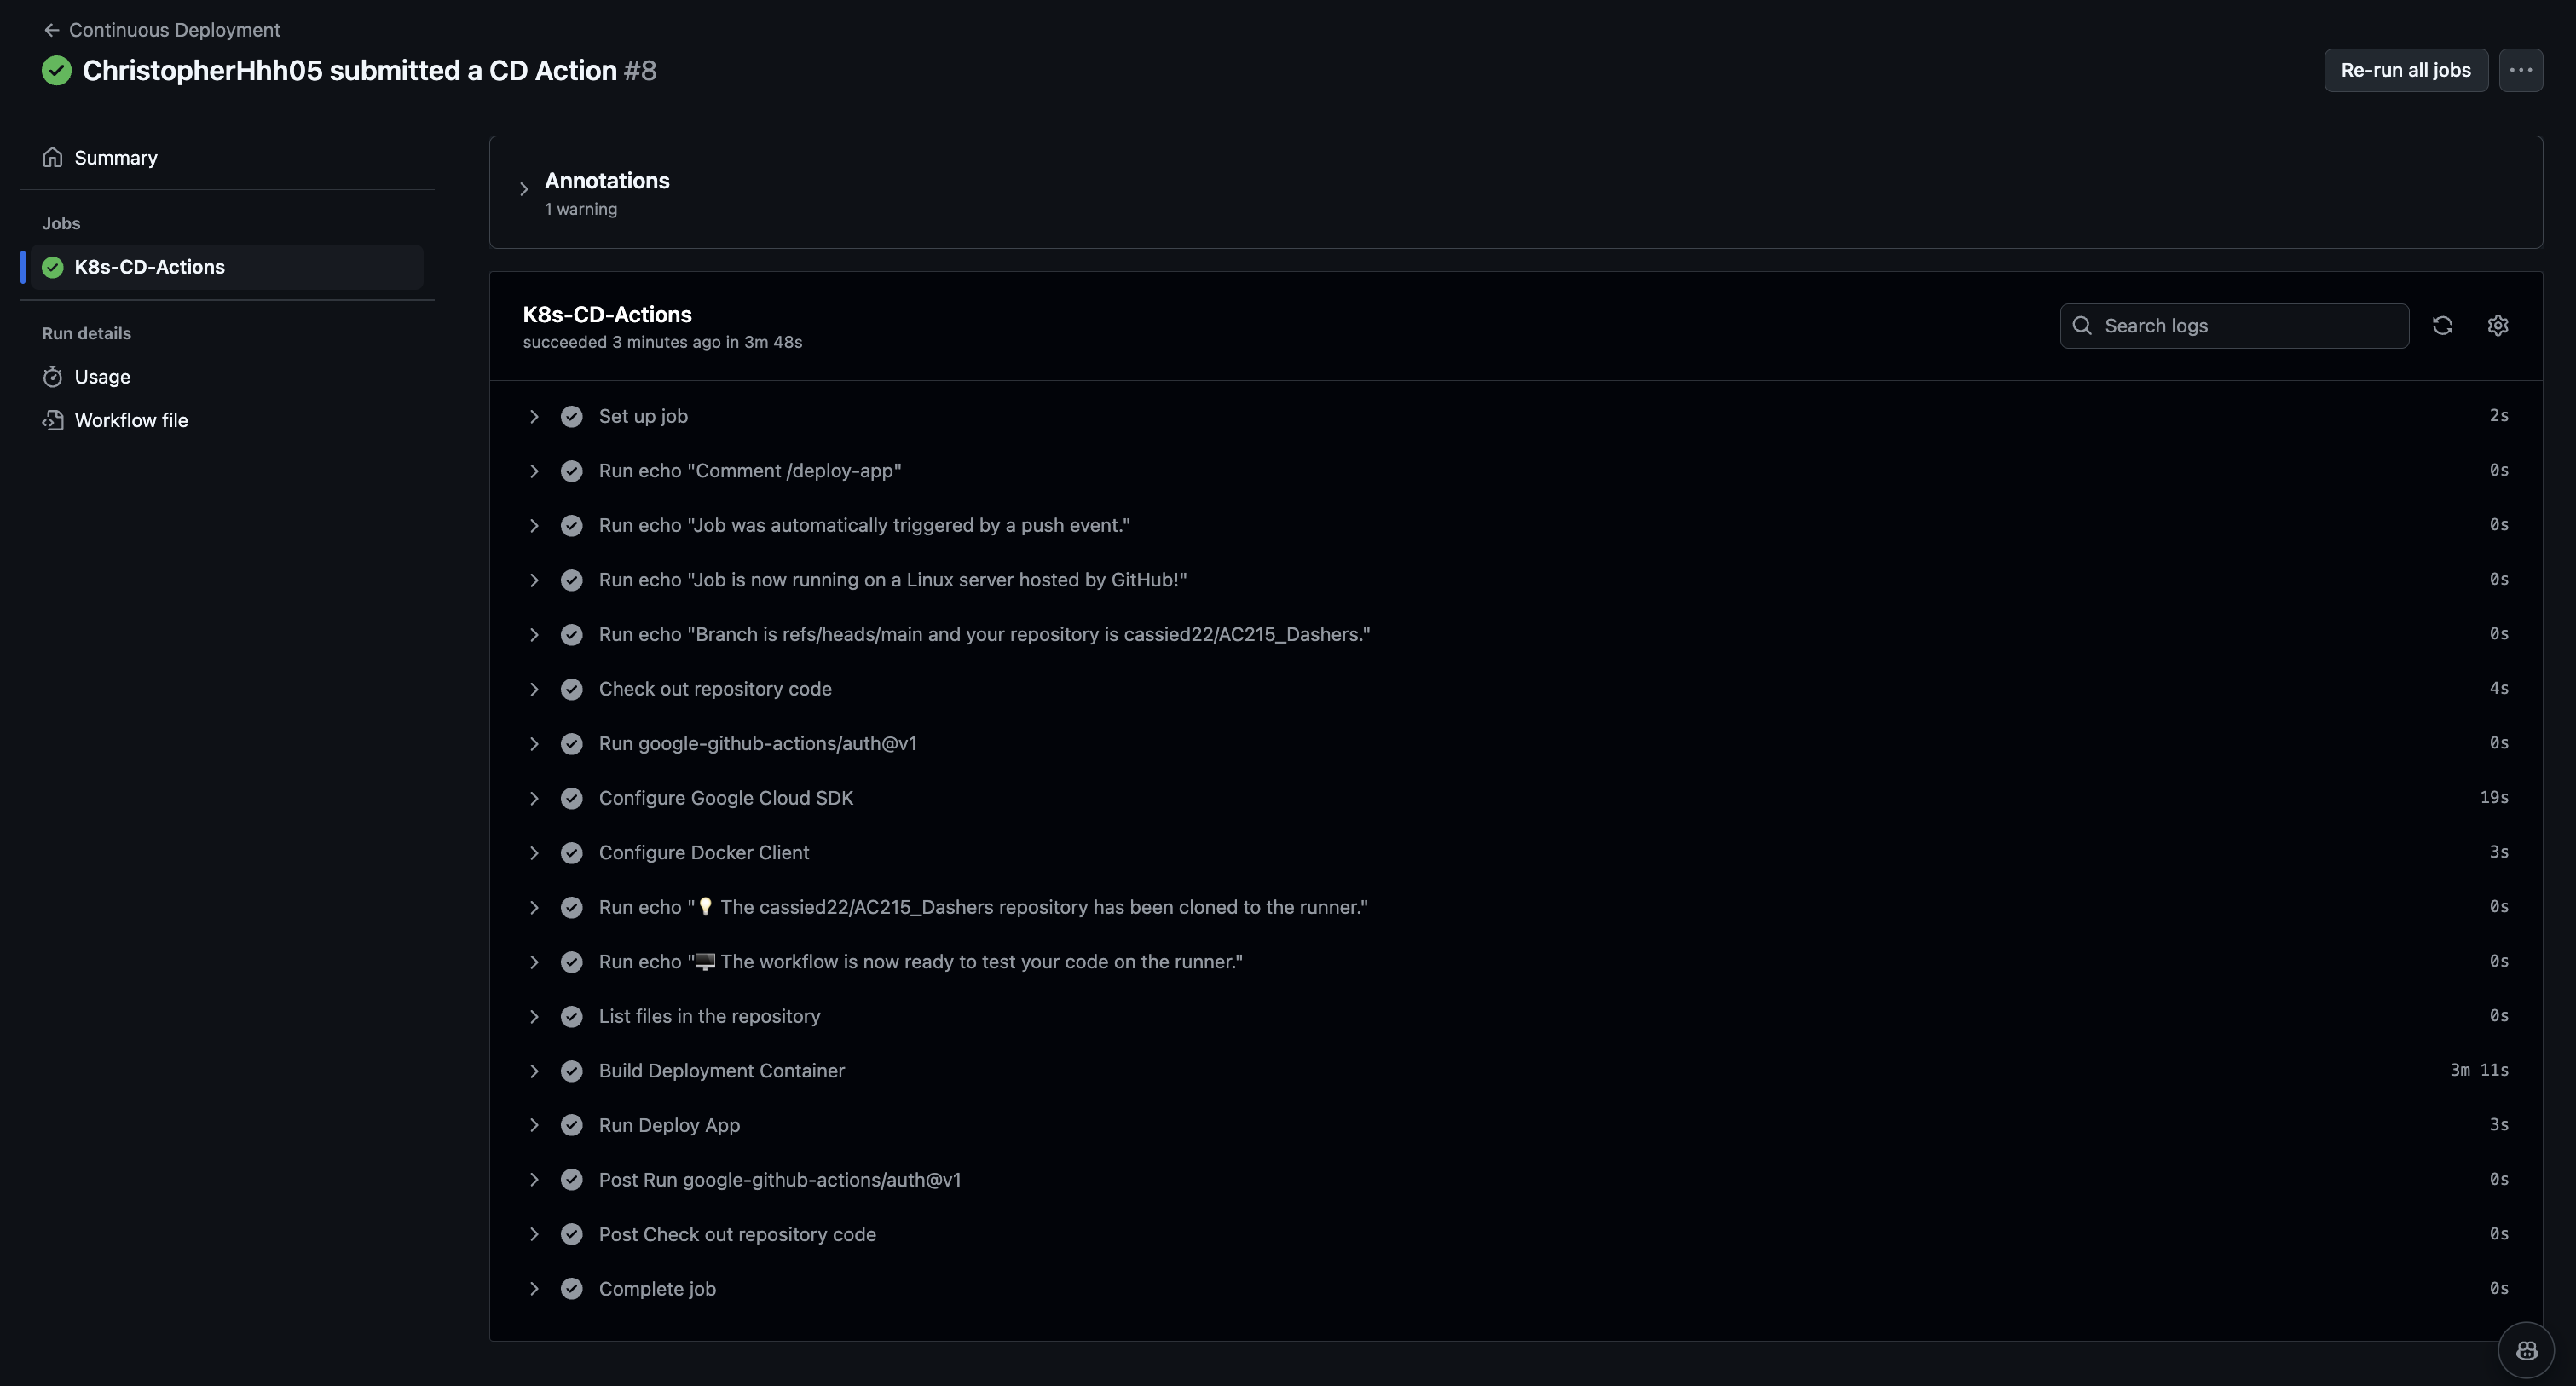 Continuous Deployment
ChristopherHhh05 submitted a CD Action #8
Re-run all jobs
Summary
Jobs
K8s-CD-Actions
Run details
Usage
Workflow file
Annotations
1 warning
K8s-CD-Actions
succeeded 3 minutes ago in 3m 48s
Search logs
Set up job 2s
Run echo "Comment /deploy-app" 0s
Run echo "Job was automatically triggered by a push event." 0s
Run echo "Job is now running on a Linux server hosted by GitHub!" 0s
Run echo "Branch is refs/heads/main and your repository is cassied22/AC215_Dashers." 0s
Check out repository code 4s
Run google-github-actions/auth@v1 0s
Configure Google Cloud SDK 19s
Configure Docker Client 3s
Run echo "💡 The cassied22/AC215_Dashers repository has been cloned to the runner." 0s
Run echo "🖥️ The workflow is now ready to test your code on the runner." 0s
List files in the repository 0s
Build Deployment Container 3m 11s
Run Deploy App 3s
Post Run google-github-actions/auth@v1 0s
Post Check out repository code 0s
Complete job 0s